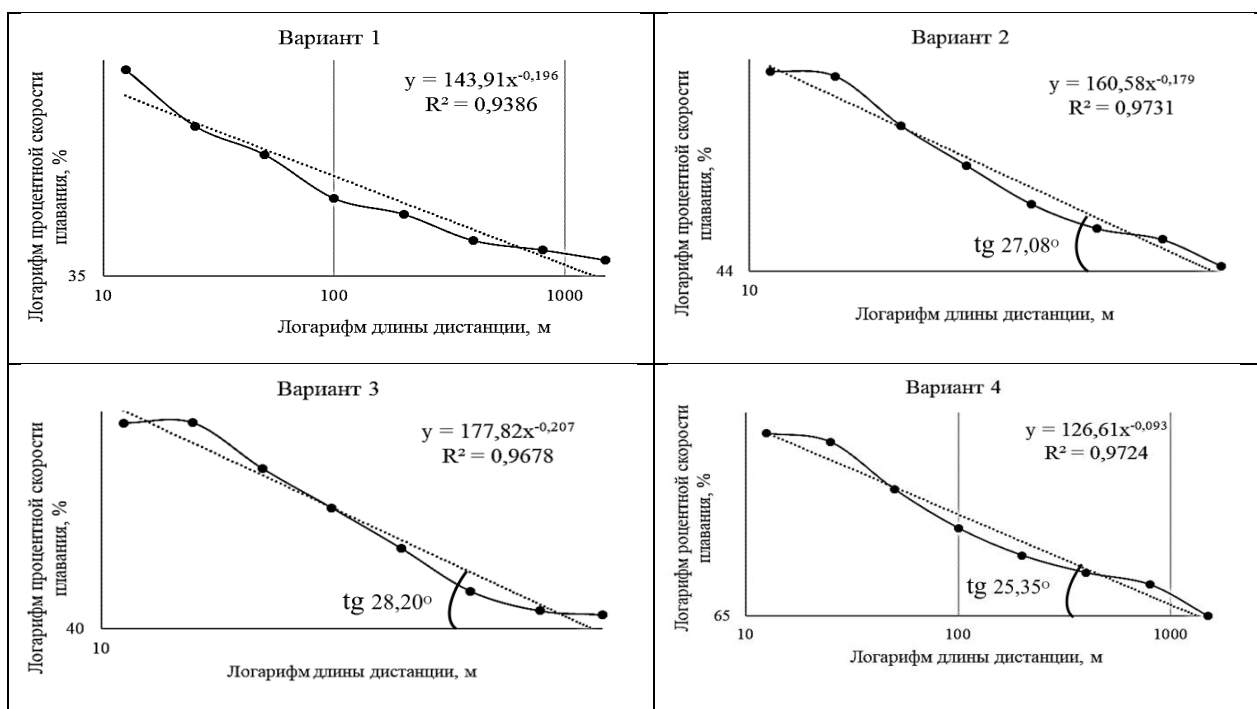 Вариант 1
y = 143,91x^-0,196
R² = 0,9386
Логарифм процентной скорости
плавания, %
35
10
100
1000
Логарифм длины дистанции, м
Вариант 2
y = 160,58x^-0,179
R² = 0,9731
Логарифм процентной скорости
плавания, %
tg 27,08°
44
10
Логарифм длины дистанции, м
Вариант 3
y = 177,82x^-0,207
R² = 0,9678
Логарифм процентной скорости
плавания, %
tg 28,20°
40
10
Логарифм длины дистанции, м
Вариант 4
y = 126,61x^-0,093
R² = 0,9724
Логарифм роцентной скорости
плавания, %
tg 25,35°
65
10
100
1000
Логарифм длины дистанции, м